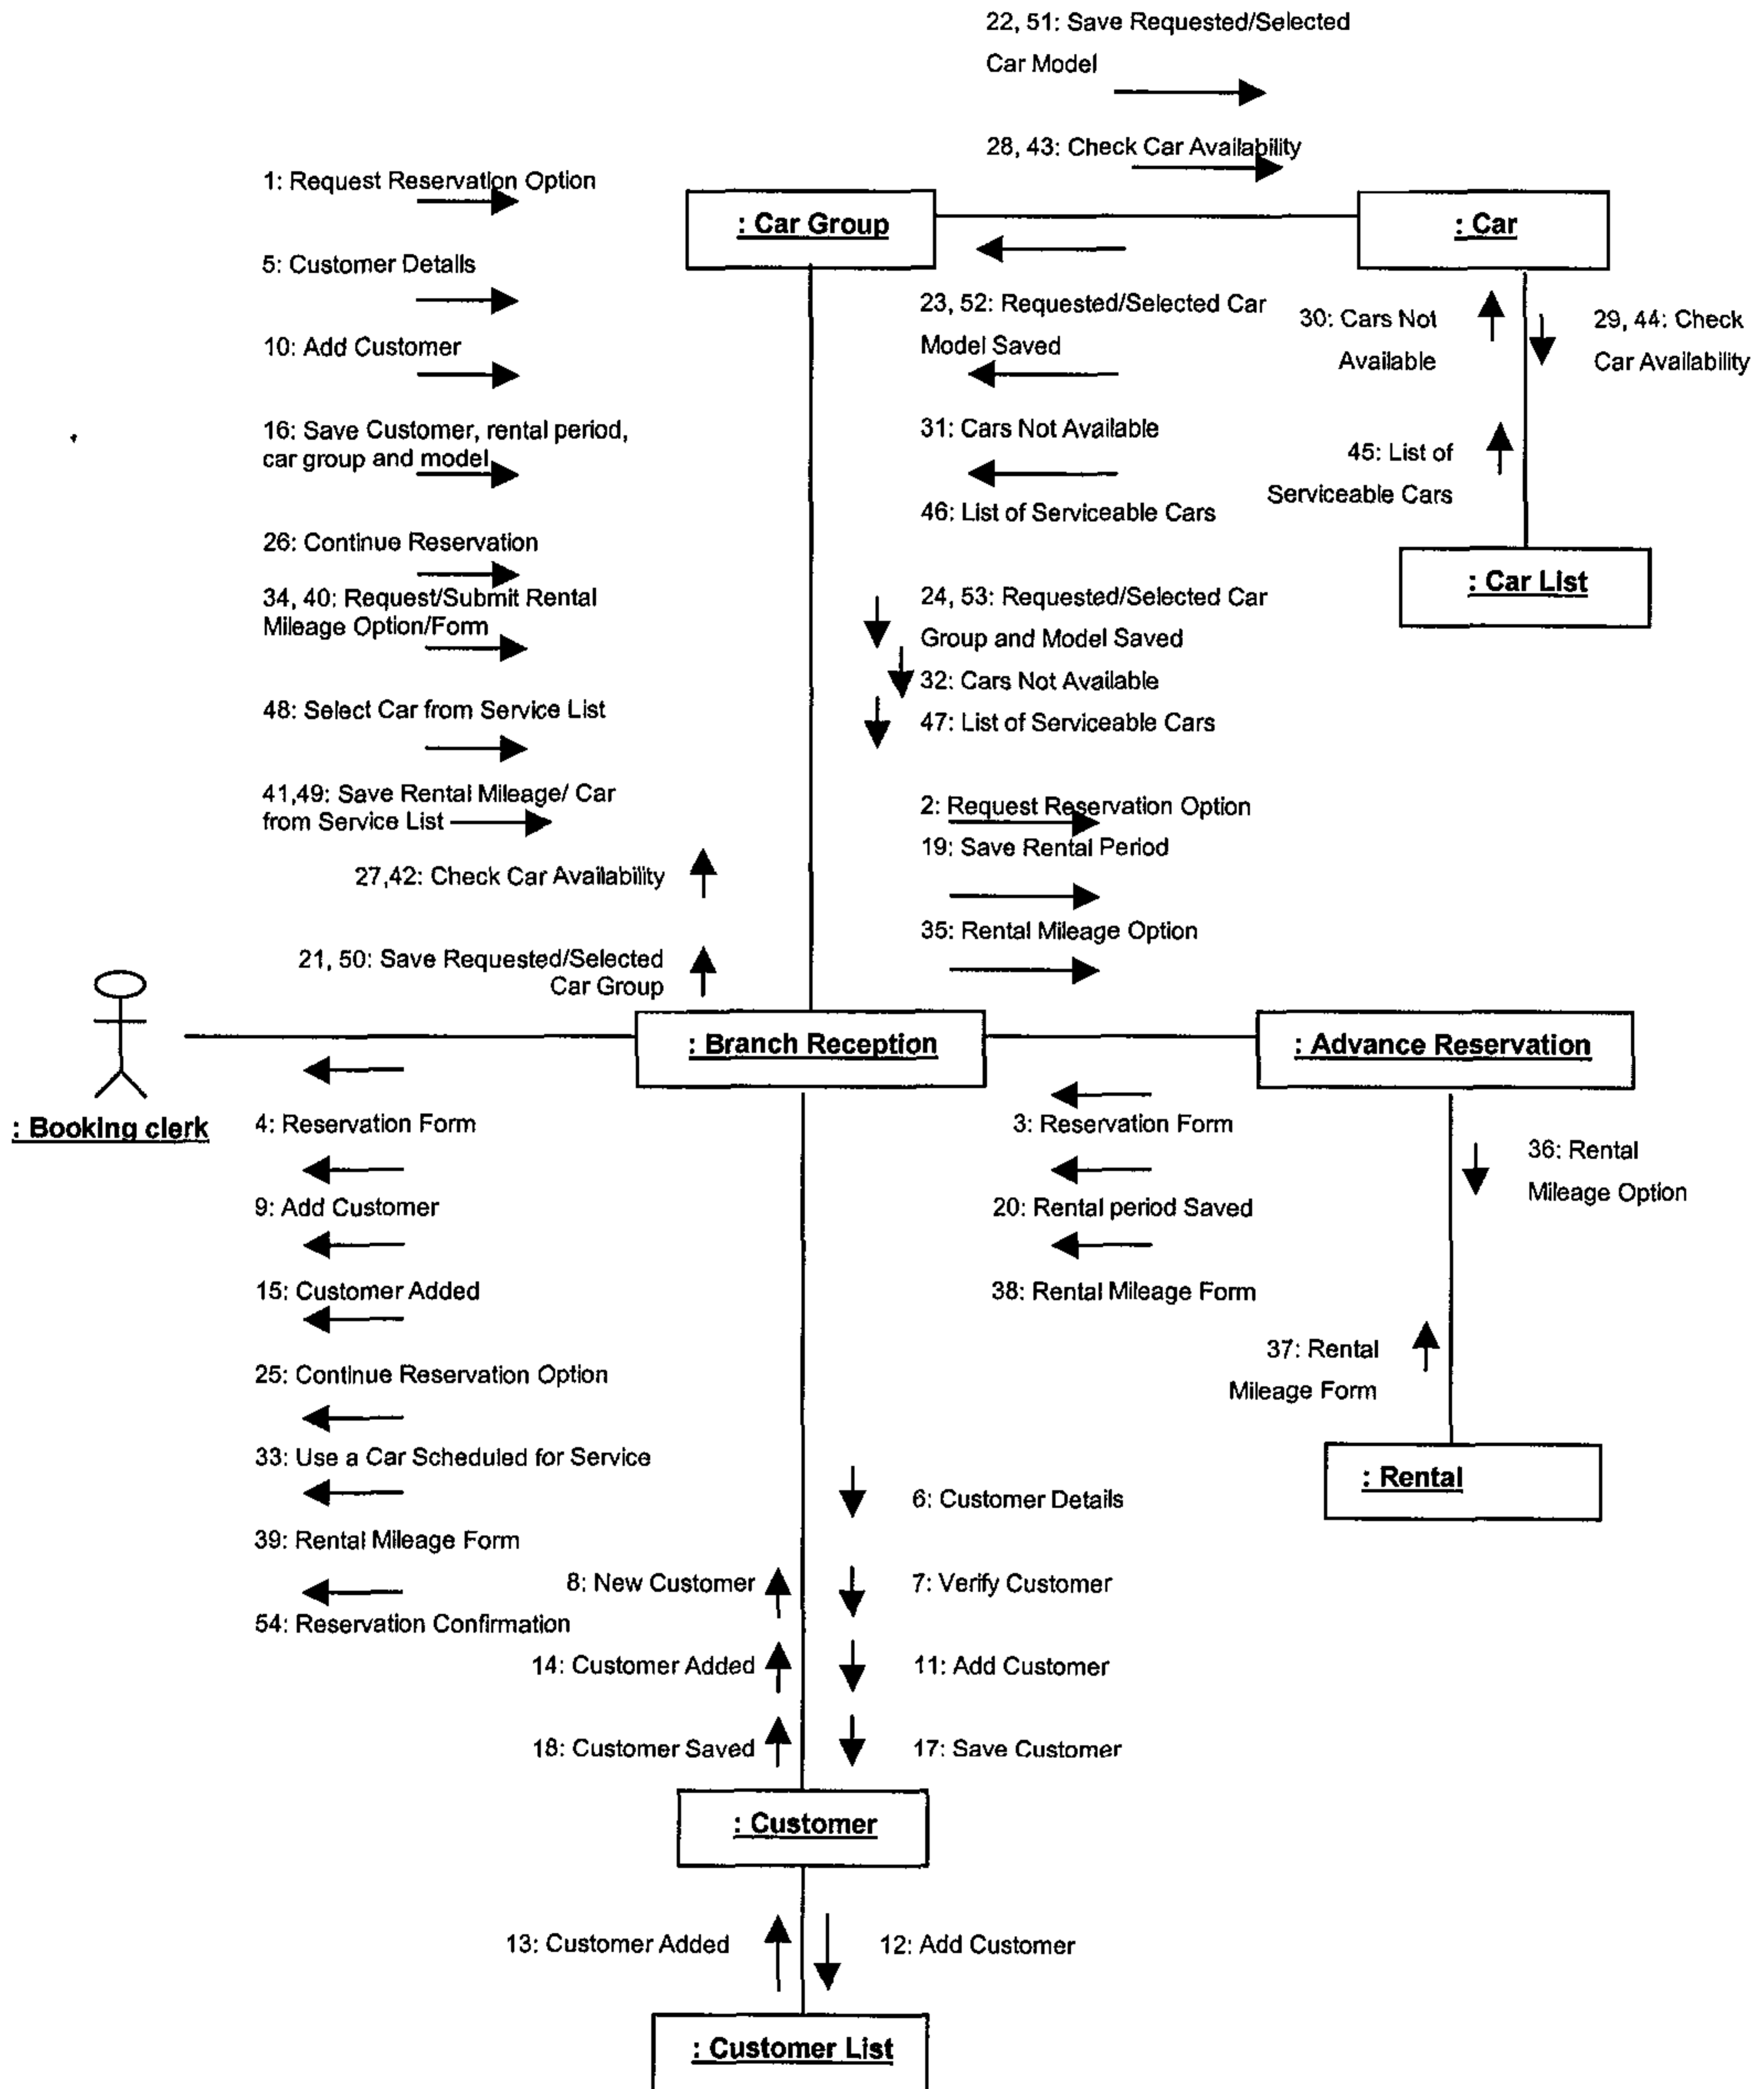 22, 51: Save Requested/Selected
Car Model
28, 43: Check Car Availability
1: Request Reservation Option
: Car Group
: Car
5: Customer Details
23, 52: Requested/Selected Car
Model Saved
30: Cars Not
Available
29, 44: Check
Car Availability
10: Add Customer
16: Save Customer, rental period,
car group and model
31: Cars Not Available
45: List of
Serviceable Cars
46: List of Serviceable Cars
26: Continue Reservation
: Car List
34, 40: Request/Submit Rental
Mileage Option/Form
24, 53: Requested/Selected Car
Group and Model Saved
32: Cars Not Available
47: List of Serviceable Cars
48: Select Car from Service List
41,49: Save Rental Mileage/ Car
from Service List
2: Request Reservation Option
19: Save Rental Period
27,42: Check Car Availability
35: Rental Mileage Option
21, 50: Save Requested/Selected
Car Group
: Branch Reception
: Advance Reservation
: Booking clerk
4: Reservation Form
3: Reservation Form
36: Rental
Mileage Option
9: Add Customer
20: Rental period Saved
15: Customer Added
38: Rental Mileage Form
37: Rental
Mileage Form
25: Continue Reservation Option
33: Use a Car Scheduled for Service
: Rental
6: Customer Details
39: Rental Mileage Form
8: New Customer
7: Verify Customer
54: Reservation Confirmation
14: Customer Added
11: Add Customer
18: Customer Saved
17: Save Customer
: Customer
13: Customer Added
12: Add Customer
: Customer List